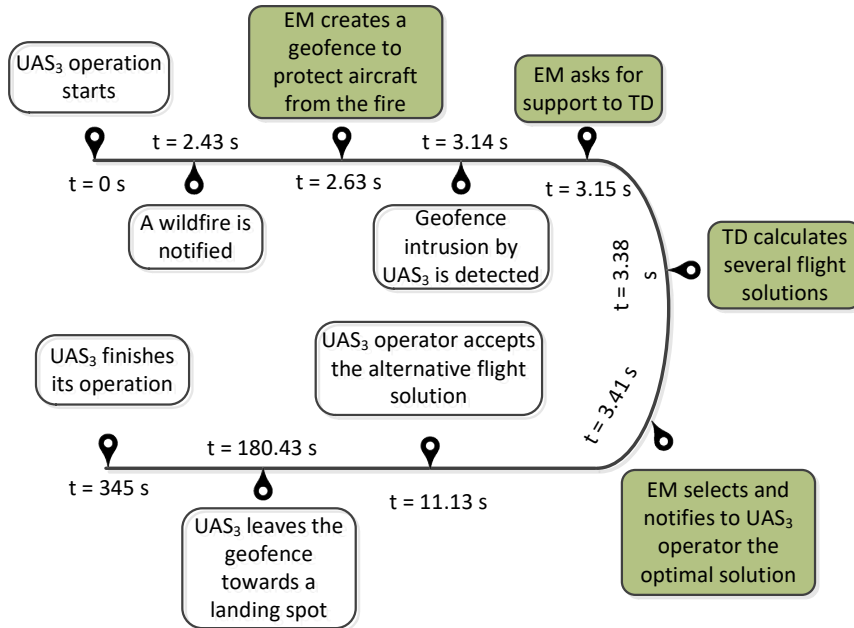 UAS₃ operation
starts
t = 0 s
t = 2.43 s
A wildfire is
notified
EM creates a
geofence to
protect aircraft
from the fire
t = 2.63 s
t = 3.14 s
Geofence
intrusion by
UAS₃ is detected
EM asks for
support to TD
t = 3.15 s
TD calculates
several flight
solutions
t = 3.38
s
t = 3.41 s
EM selects and
notifies to UAS₃
operator the
optimal solution
UAS₃ operator accepts
the alternative flight
solution
t = 11.13 s
t = 180.43 s
UAS₃ leaves the
geofence
towards a
landing spot
UAS₃ finishes
its operation
t = 345 s